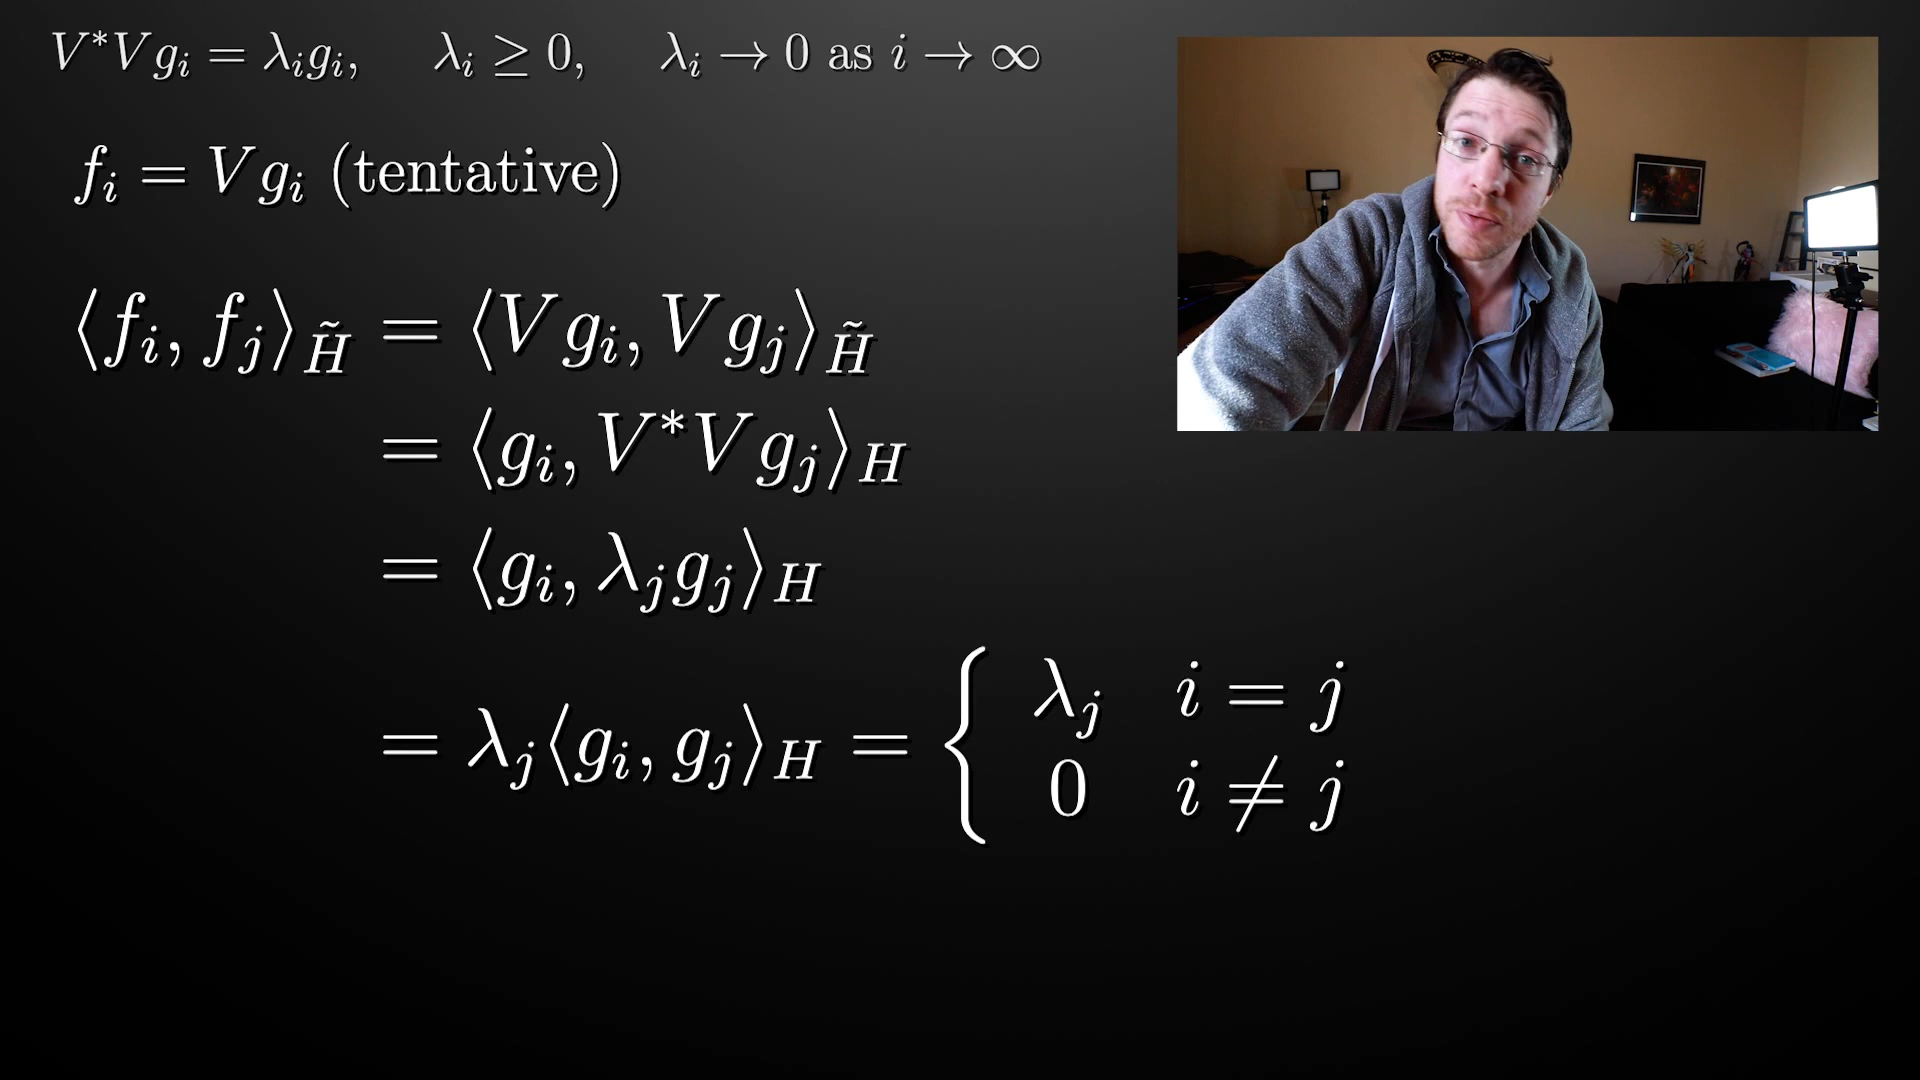 V*Vgᵢ = λᵢgᵢ, λᵢ ≥ 0, λᵢ → 0 as i → ∞
fᵢ = Vgᵢ (tentative)
⟨fᵢ, fⱼ⟩_H̃ = ⟨Vgᵢ, Vgⱼ⟩_H̃
= ⟨gᵢ, V*Vgⱼ⟩_H
= ⟨gᵢ, λⱼgⱼ⟩_H
= λⱼ⟨gᵢ, gⱼ⟩_H = { λⱼ i = j
0 i ≠ j